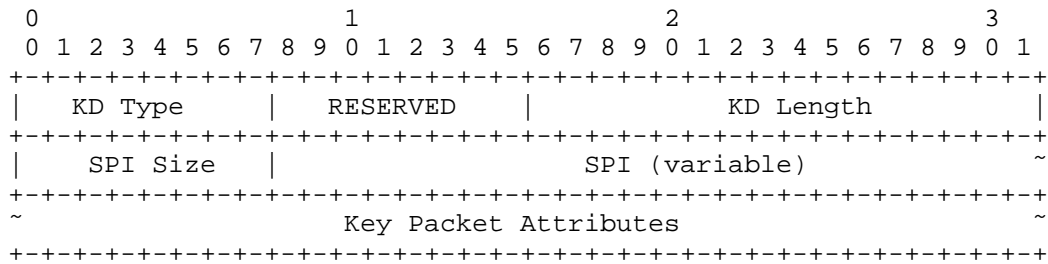 0                   1                   2                   3
 0 1 2 3 4 5 6 7 8 9 0 1 2 3 4 5 6 7 8 9 0 1 2 3 4 5 6 7 8 9 0 1
+-+-+-+-+-+-+-+-+-+-+-+-+-+-+-+-+-+-+-+-+-+-+-+-+-+-+-+-+-+-+-+-+
|   KD Type     |   RESERVED    |            KD Length          |
+-+-+-+-+-+-+-+-+-+-+-+-+-+-+-+-+-+-+-+-+-+-+-+-+-+-+-+-+-+-+-+-+
|    SPI Size   |                   SPI (variable)              ~
+-+-+-+-+-+-+-+-+-+-+-+-+-+-+-+-+-+-+-+-+-+-+-+-+-+-+-+-+-+-+-+-+
~                    Key Packet Attributes                      ~
+-+-+-+-+-+-+-+-+-+-+-+-+-+-+-+-+-+-+-+-+-+-+-+-+-+-+-+-+-+-+-+-+